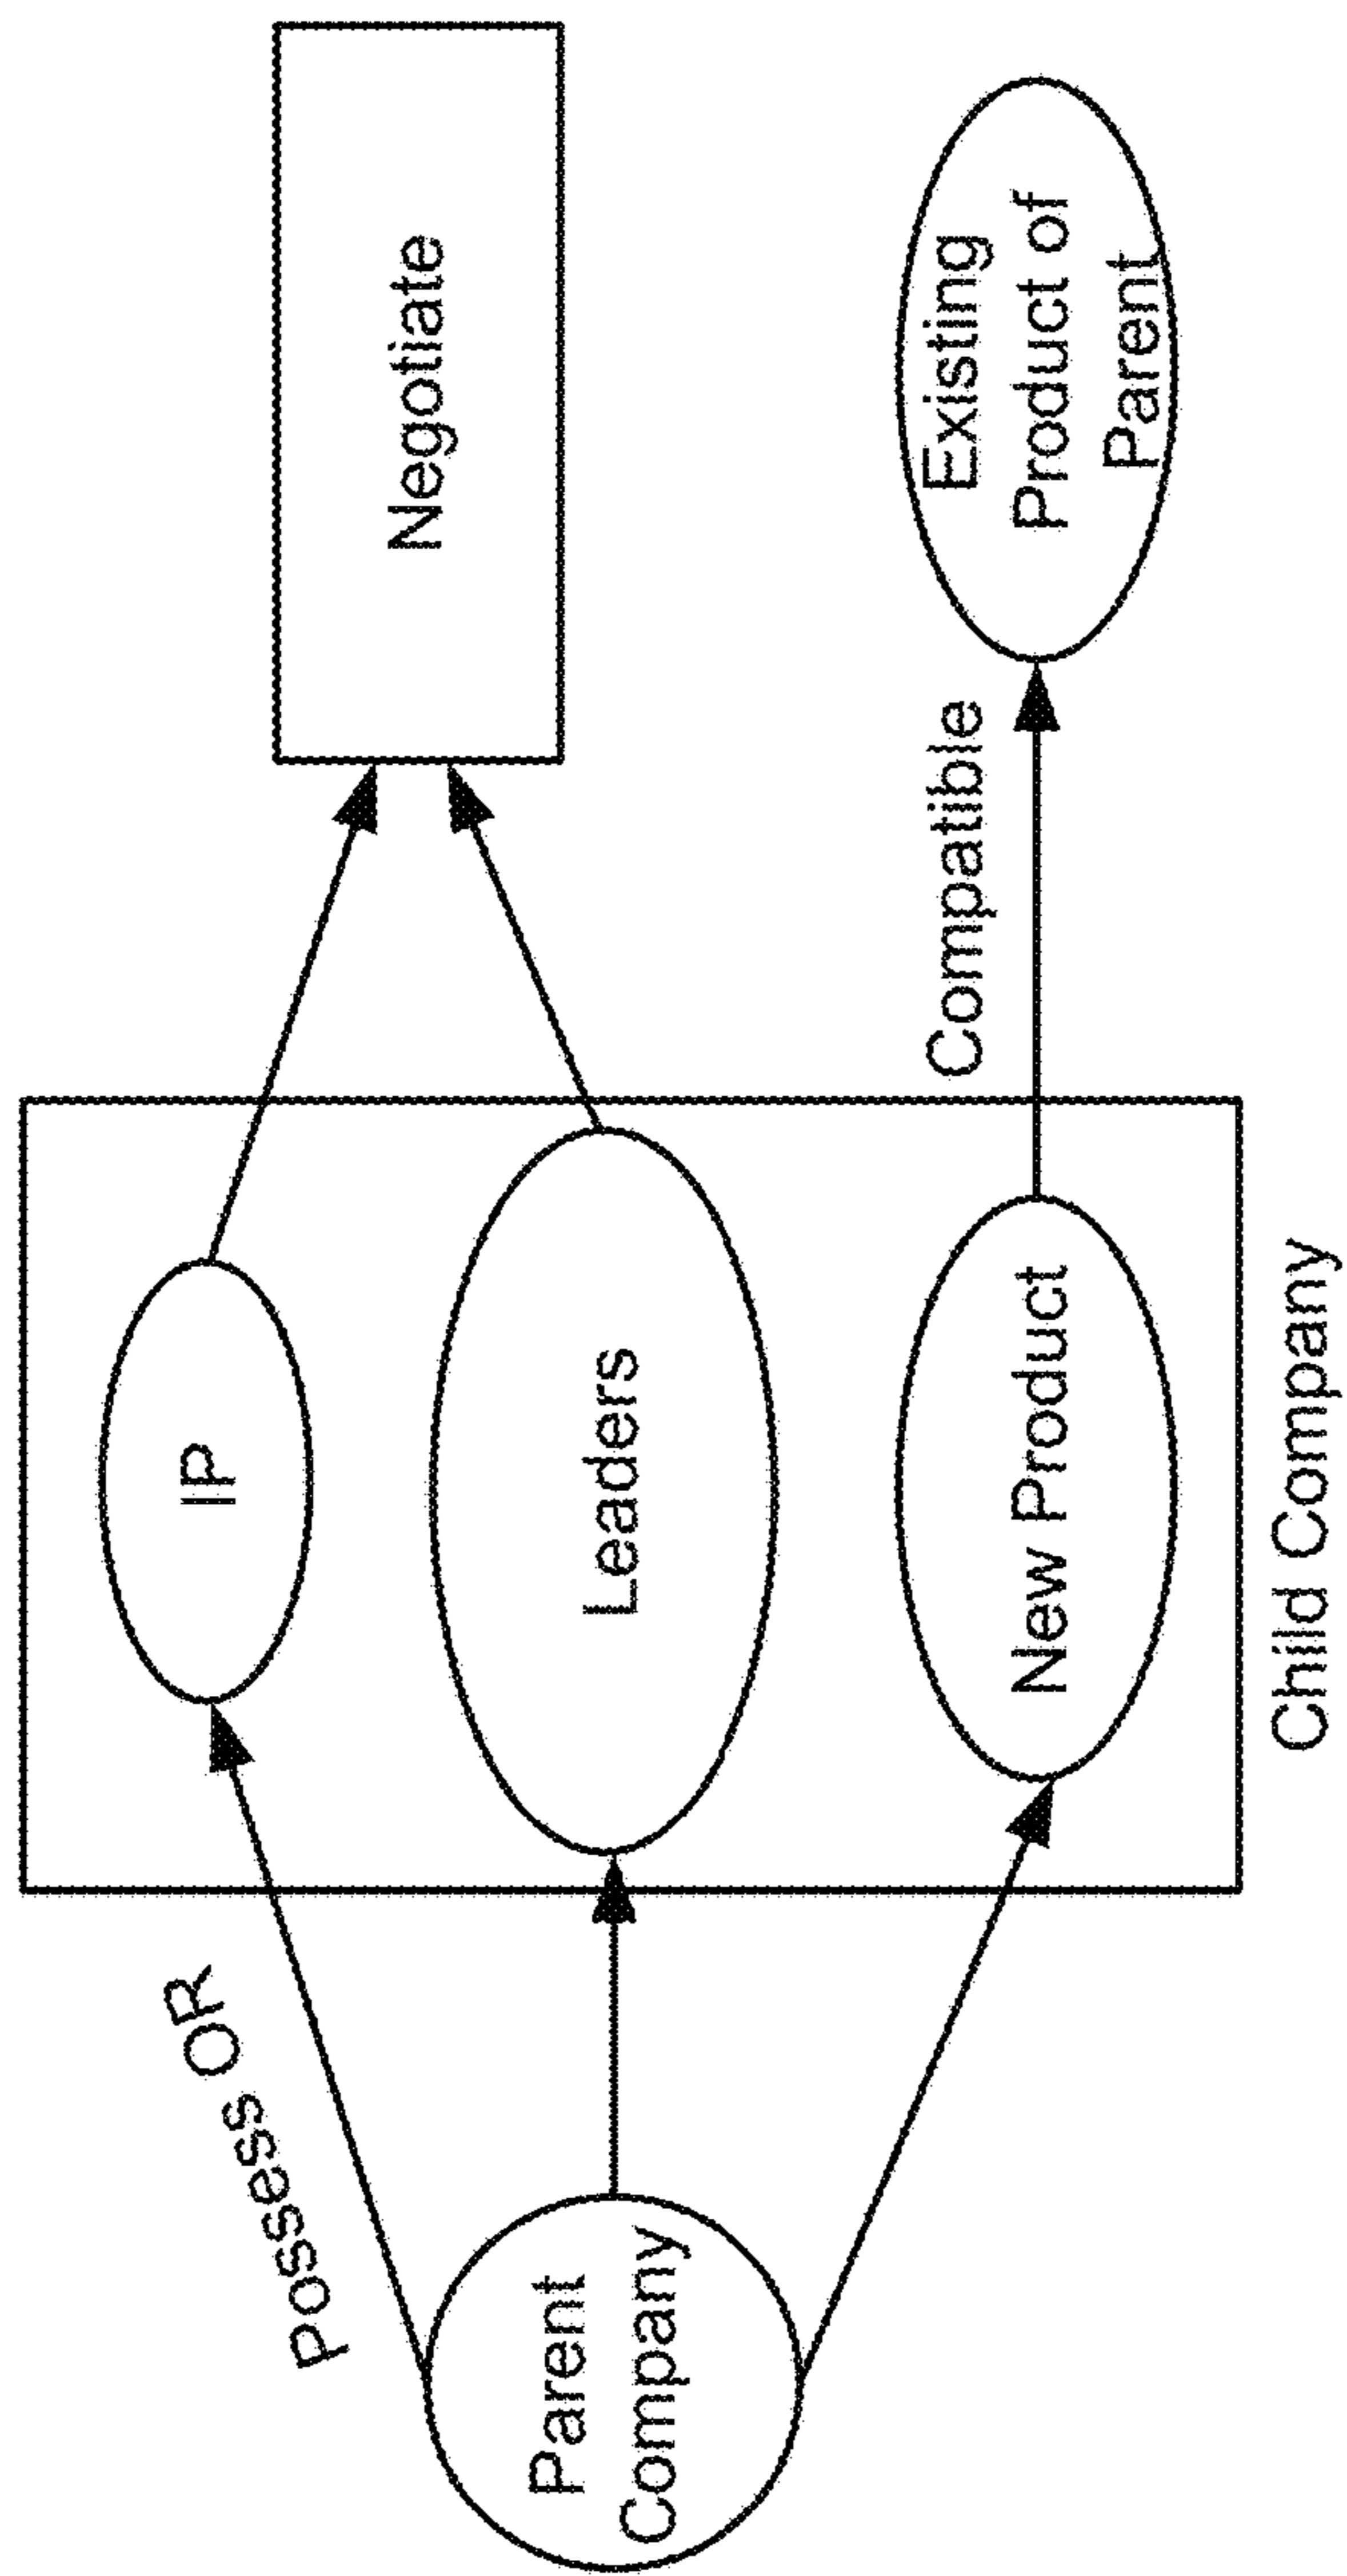 Possess OR
Parent
Company
IP
Leaders
New Product
Child Company
Negotiate
Compatible
Existing
Product of
Parent